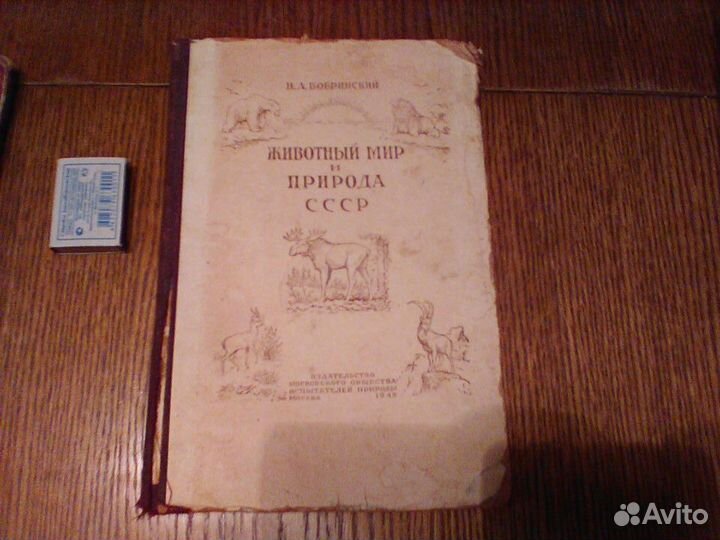 Н. А. БОБРИНСКИЙ
ЖИВОТНЫЙ МИР
И
ПРИРОДА
СССР
ИЗДАТЕЛЬСТВО
МОСКОВСКОГО ОБЩЕСТВА
ИСПЫТАТЕЛЕЙ ПРИРОДЫ
МОСКВА
Avito